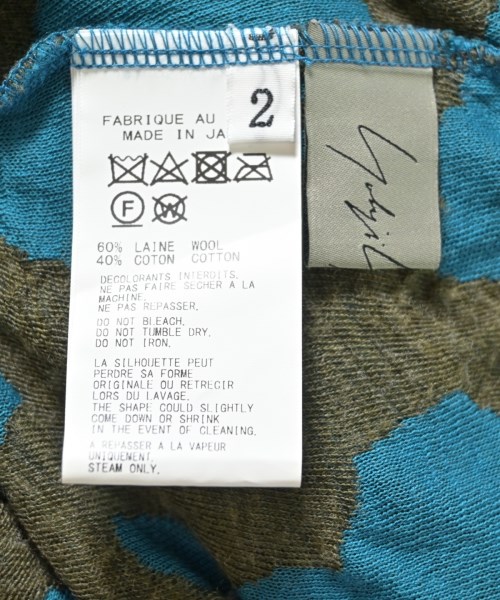 FABRIQUE AU
MADE IN JA
2
F
W
60% LAINE WOOL
40% COTON COTTON
DECOLORANTS INTERDITS.
NE PAS FAIRE SECHER A LA
MACHINE.
NE PAS REPASSER.
DO NOT BLEACH.
DO NOT TUMBLE DRY.
DO NOT IRON.
LA SILHOUETTE PEUT
PERDRE SA FORME
ORIGINALE OU RETRECIR
LORS DU LAVAGE.
THE SHAPE COULD SLIGHTLY
COME DOWN OR SHRINK
IN THE EVENT OF CLEANING.
A REPASSER A LA VAPEUR
UNIQUEMENT.
STEAM ONLY.